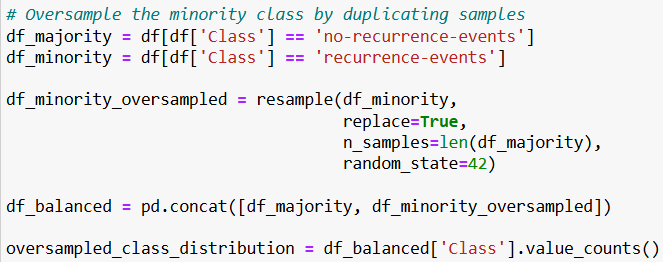 # Oversample the minority class by duplicating samples
df_majority = df[df['Class'] == 'no-recurrence-events']
df_minority = df[df['Class'] == 'recurrence-events']
df_minority_oversampled = resample(df_minority,
replace=True,
n_samples=len(df_majority),
random_state=42)
df_balanced = pd.concat([df_majority, df_minority_oversampled])
oversampled_class_distribution = df_balanced['Class'].value_counts()